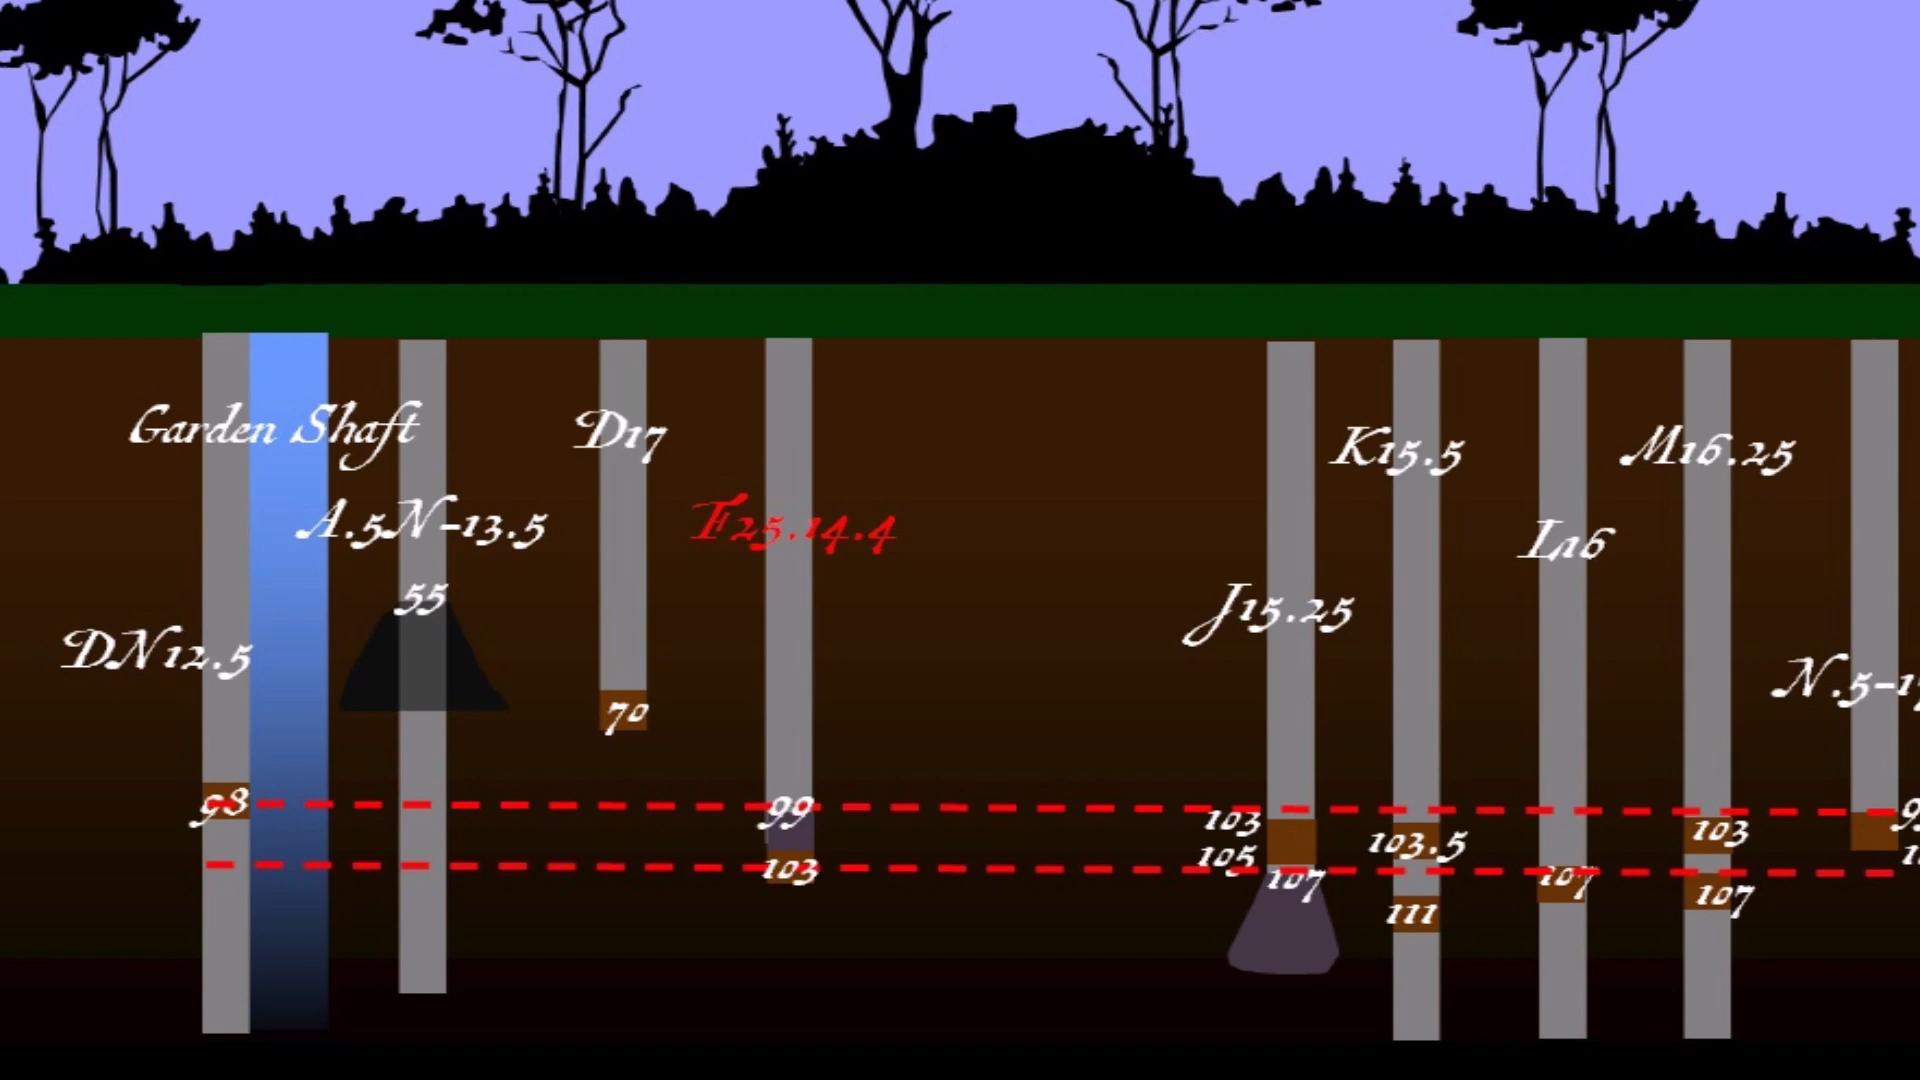 Garden Shaft
D17
K15.5
M16.25
A.5N-13.5
F25.14.4
L16
55
J15.25
DN12.5
70
98
99
103
103.5
103
105
103
107
107
107
111